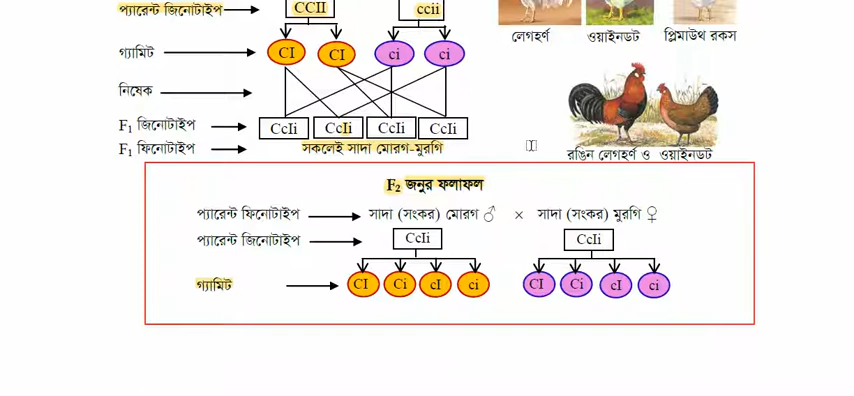 প্যারেন্ট জিনোটাইপ CCII ccii
লেগহর্ণ ওয়াইনডট প্লিমাউথ রকস
গ্যামিট CI CI ci ci
নিষেক
F₁ জিনোটাইপ CcIi CcIi CcIi CcIi
F₁ ফিনোটাইপ সকলেই সাদা মোরগ-মুরগি
রঙিন লেগহর্ণ ও ওয়াইনডট
F₂ জনুর ফলাফল
প্যারেন্ট ফিনোটাইপ সাদা (সংকর) মোরগ ♂ × সাদা (সংকর) মুরগি ♀
প্যারেন্ট জিনোটাইপ CcIi CcIi
গ্যামিট CI Ci cI ci CI Ci cI ci